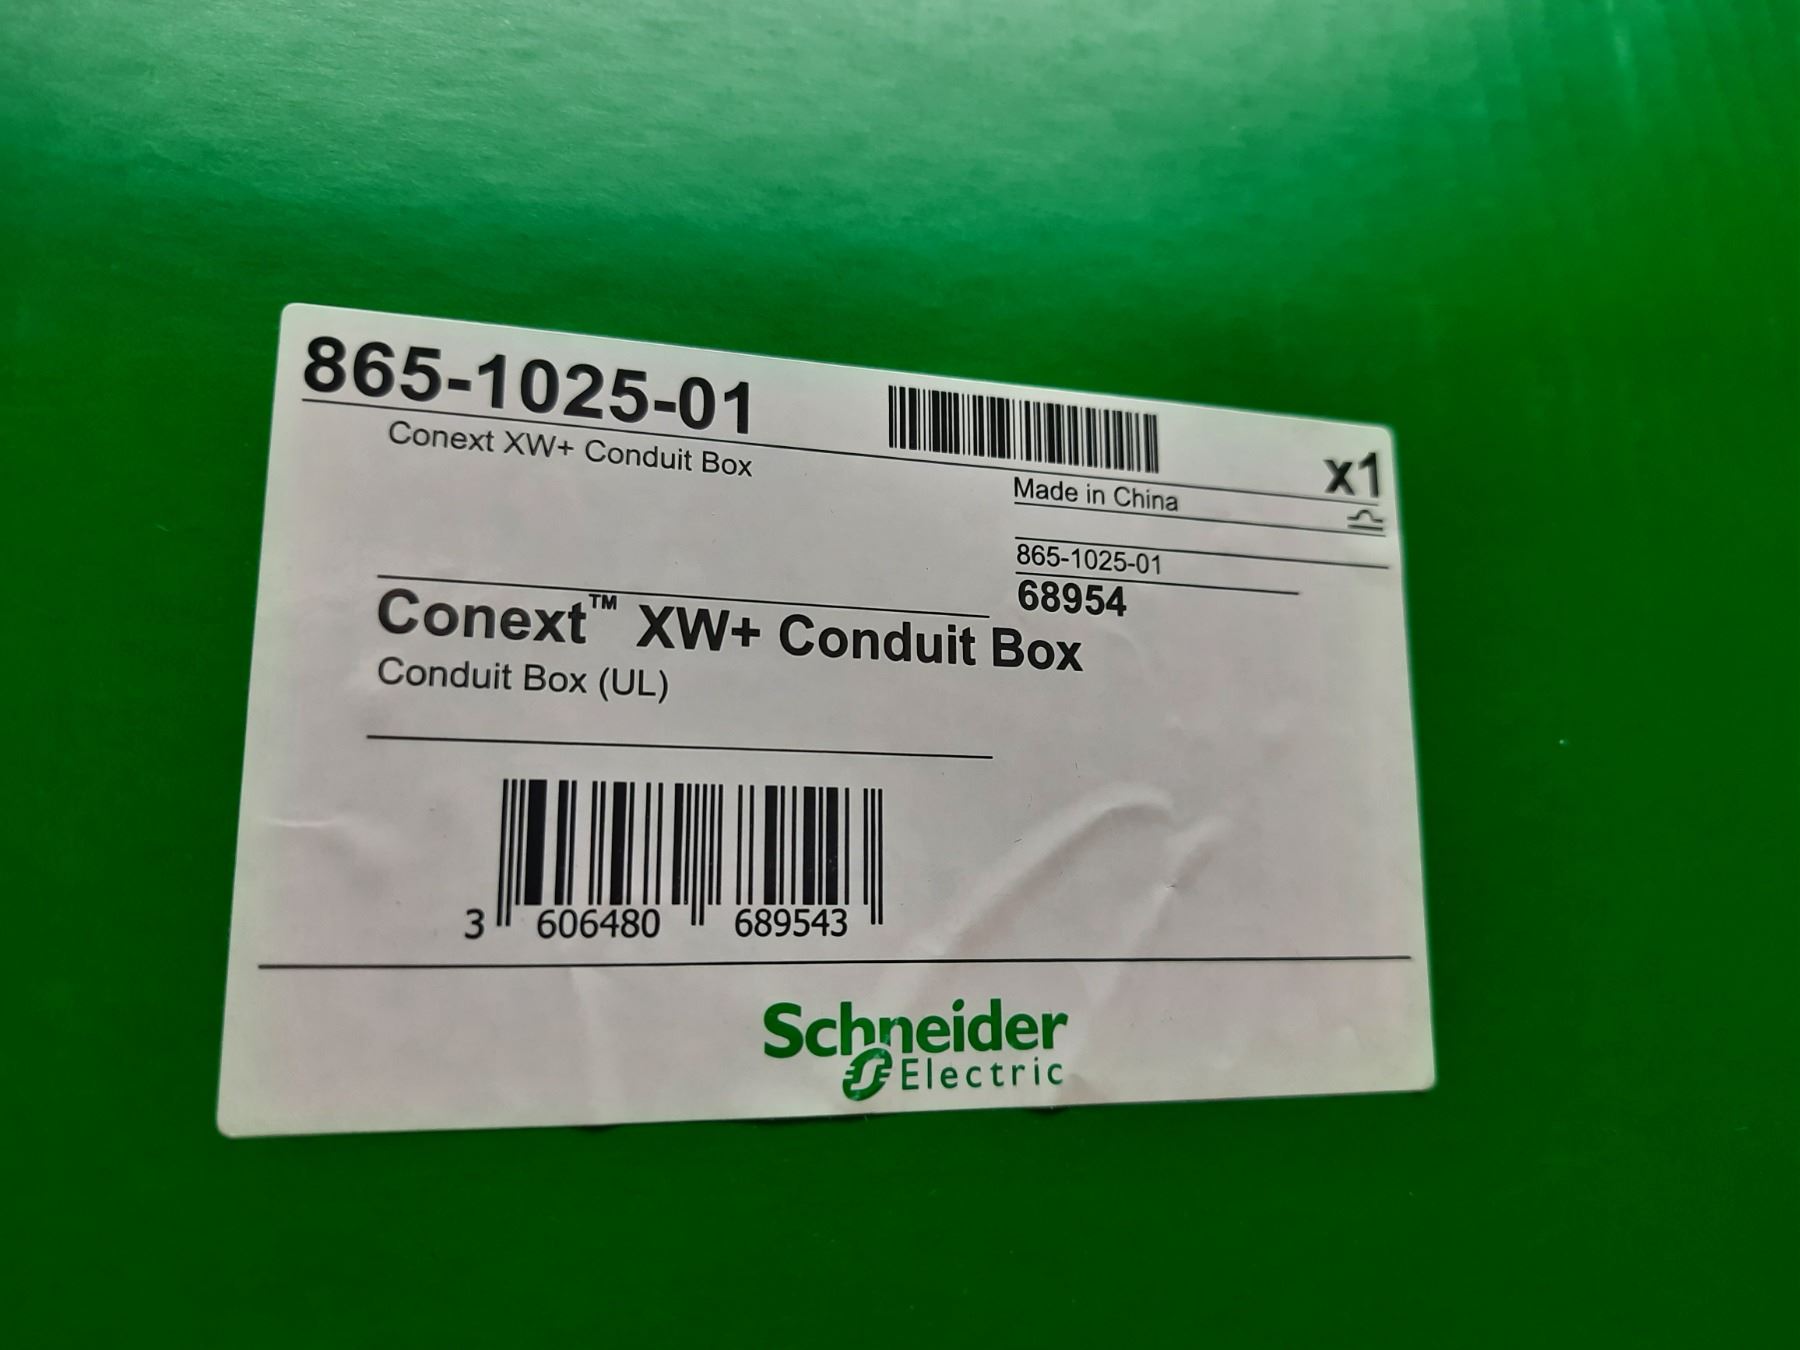 865-1025-01
x1
Conext XW+ Conduit Box
Made in China
865-1025-01
68954
Conext™ XW+ Conduit Box
Conduit Box (UL)
3 606480 689543
Schneider
Electric